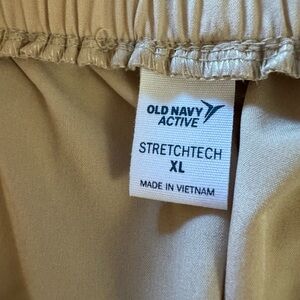 OLD NAVY
ACTIVE
STRETCHTECH
XL
MADE IN VIETNAM